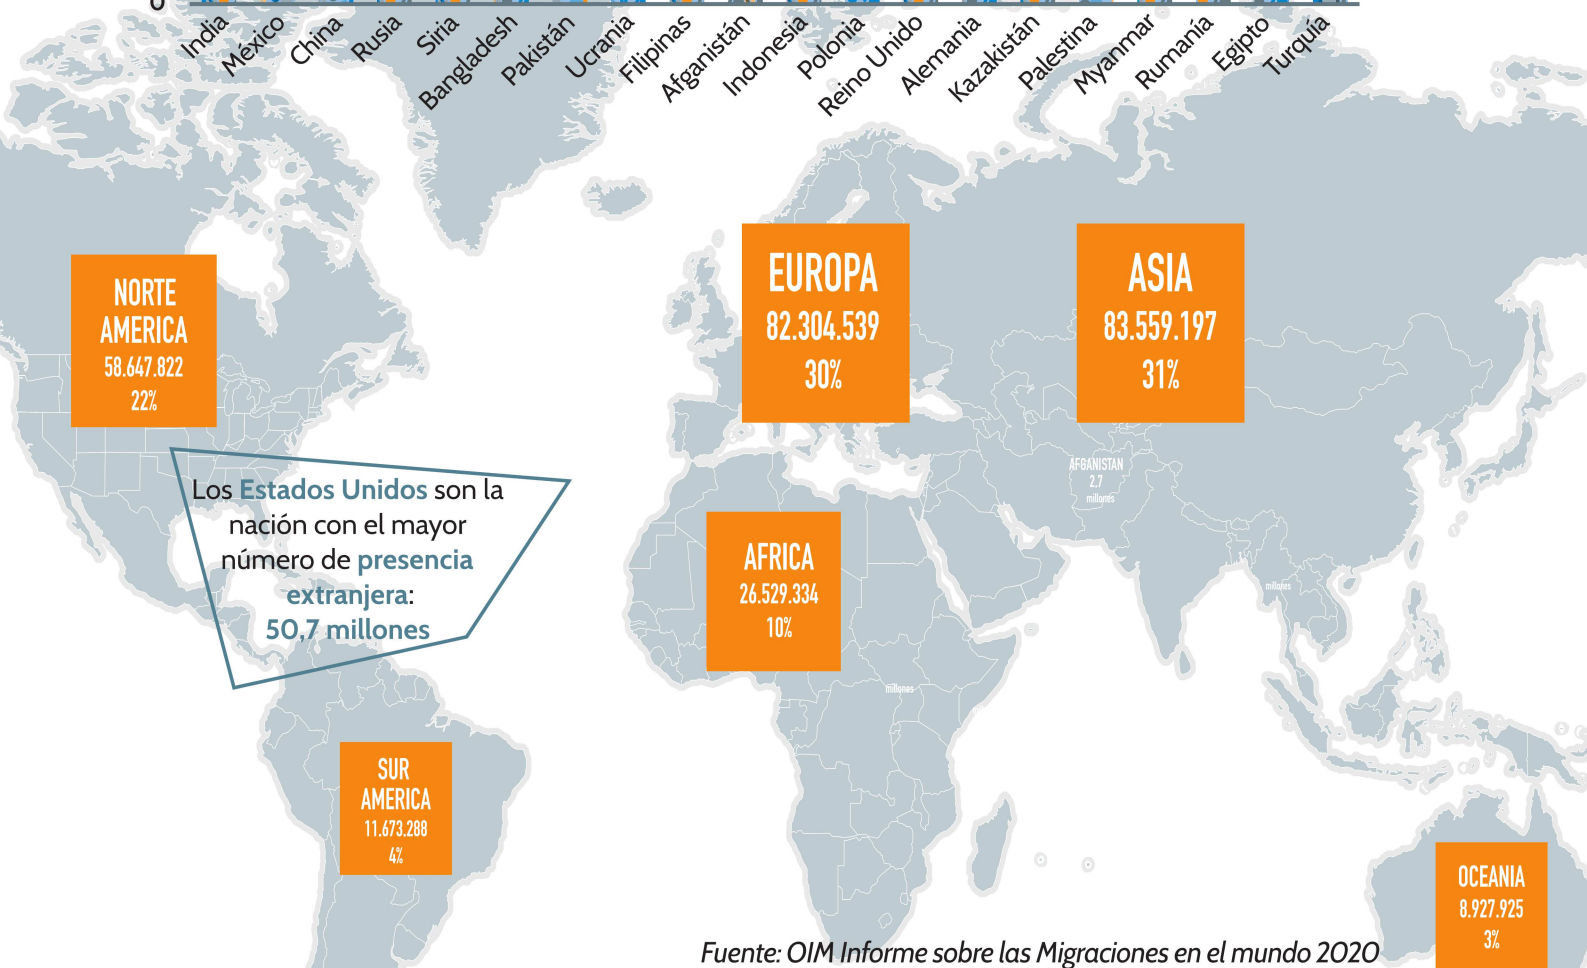 0
India
México
China
Rusia
Siria
Bangladesh
Pakistán
Ucrania
Filipinas
Afganistán
Indonesia
Polonia
Reino Unido
Alemania
Kazakistán
Palestina
Myanmar
Rumanía
Egipto
Turquía
NORTE
AMERICA
58.647.822
22%
EUROPA
82.304.539
30%
ASIA
83.559.197
31%
Los Estados Unidos son la
nación con el mayor
número de presencia
extranjera:
50,7 millones
AFGANISTAN
2,7
millones
AFRICA
26.529.334
10%
millones
millones
SUR
AMERICA
11.673.288
4%
OCEANIA
8.927.925
3%
Fuente: OIM Informe sobre las Migraciones en el mundo 2020